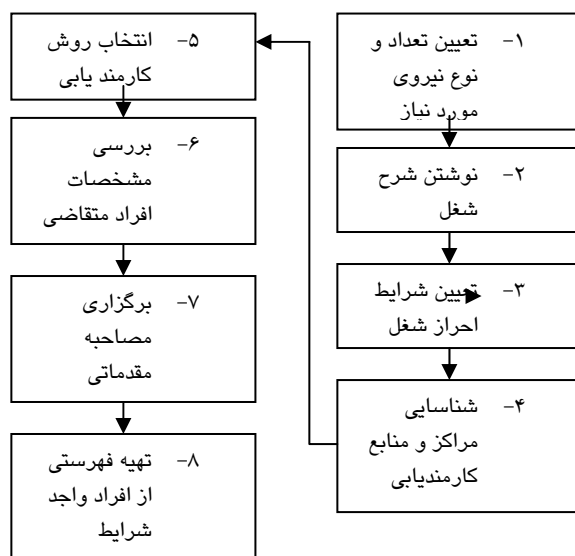 ۱- تعیین تعداد و
نوع نیروی
مورد نیاز
۲- نوشتن شرح
شغل
۳- تعیین شرایط
احراز شغل
۴- شناسایی
مراکز و منابع
کارمندیابی
۵- انتخاب روش
کارمند یابی
۶- بررسی
مشخصات
افراد متقاضی
۷- برگزاری
مصاحبه
مقدماتی
۸- تهیه فهرستی
از افراد واجد
شرایط